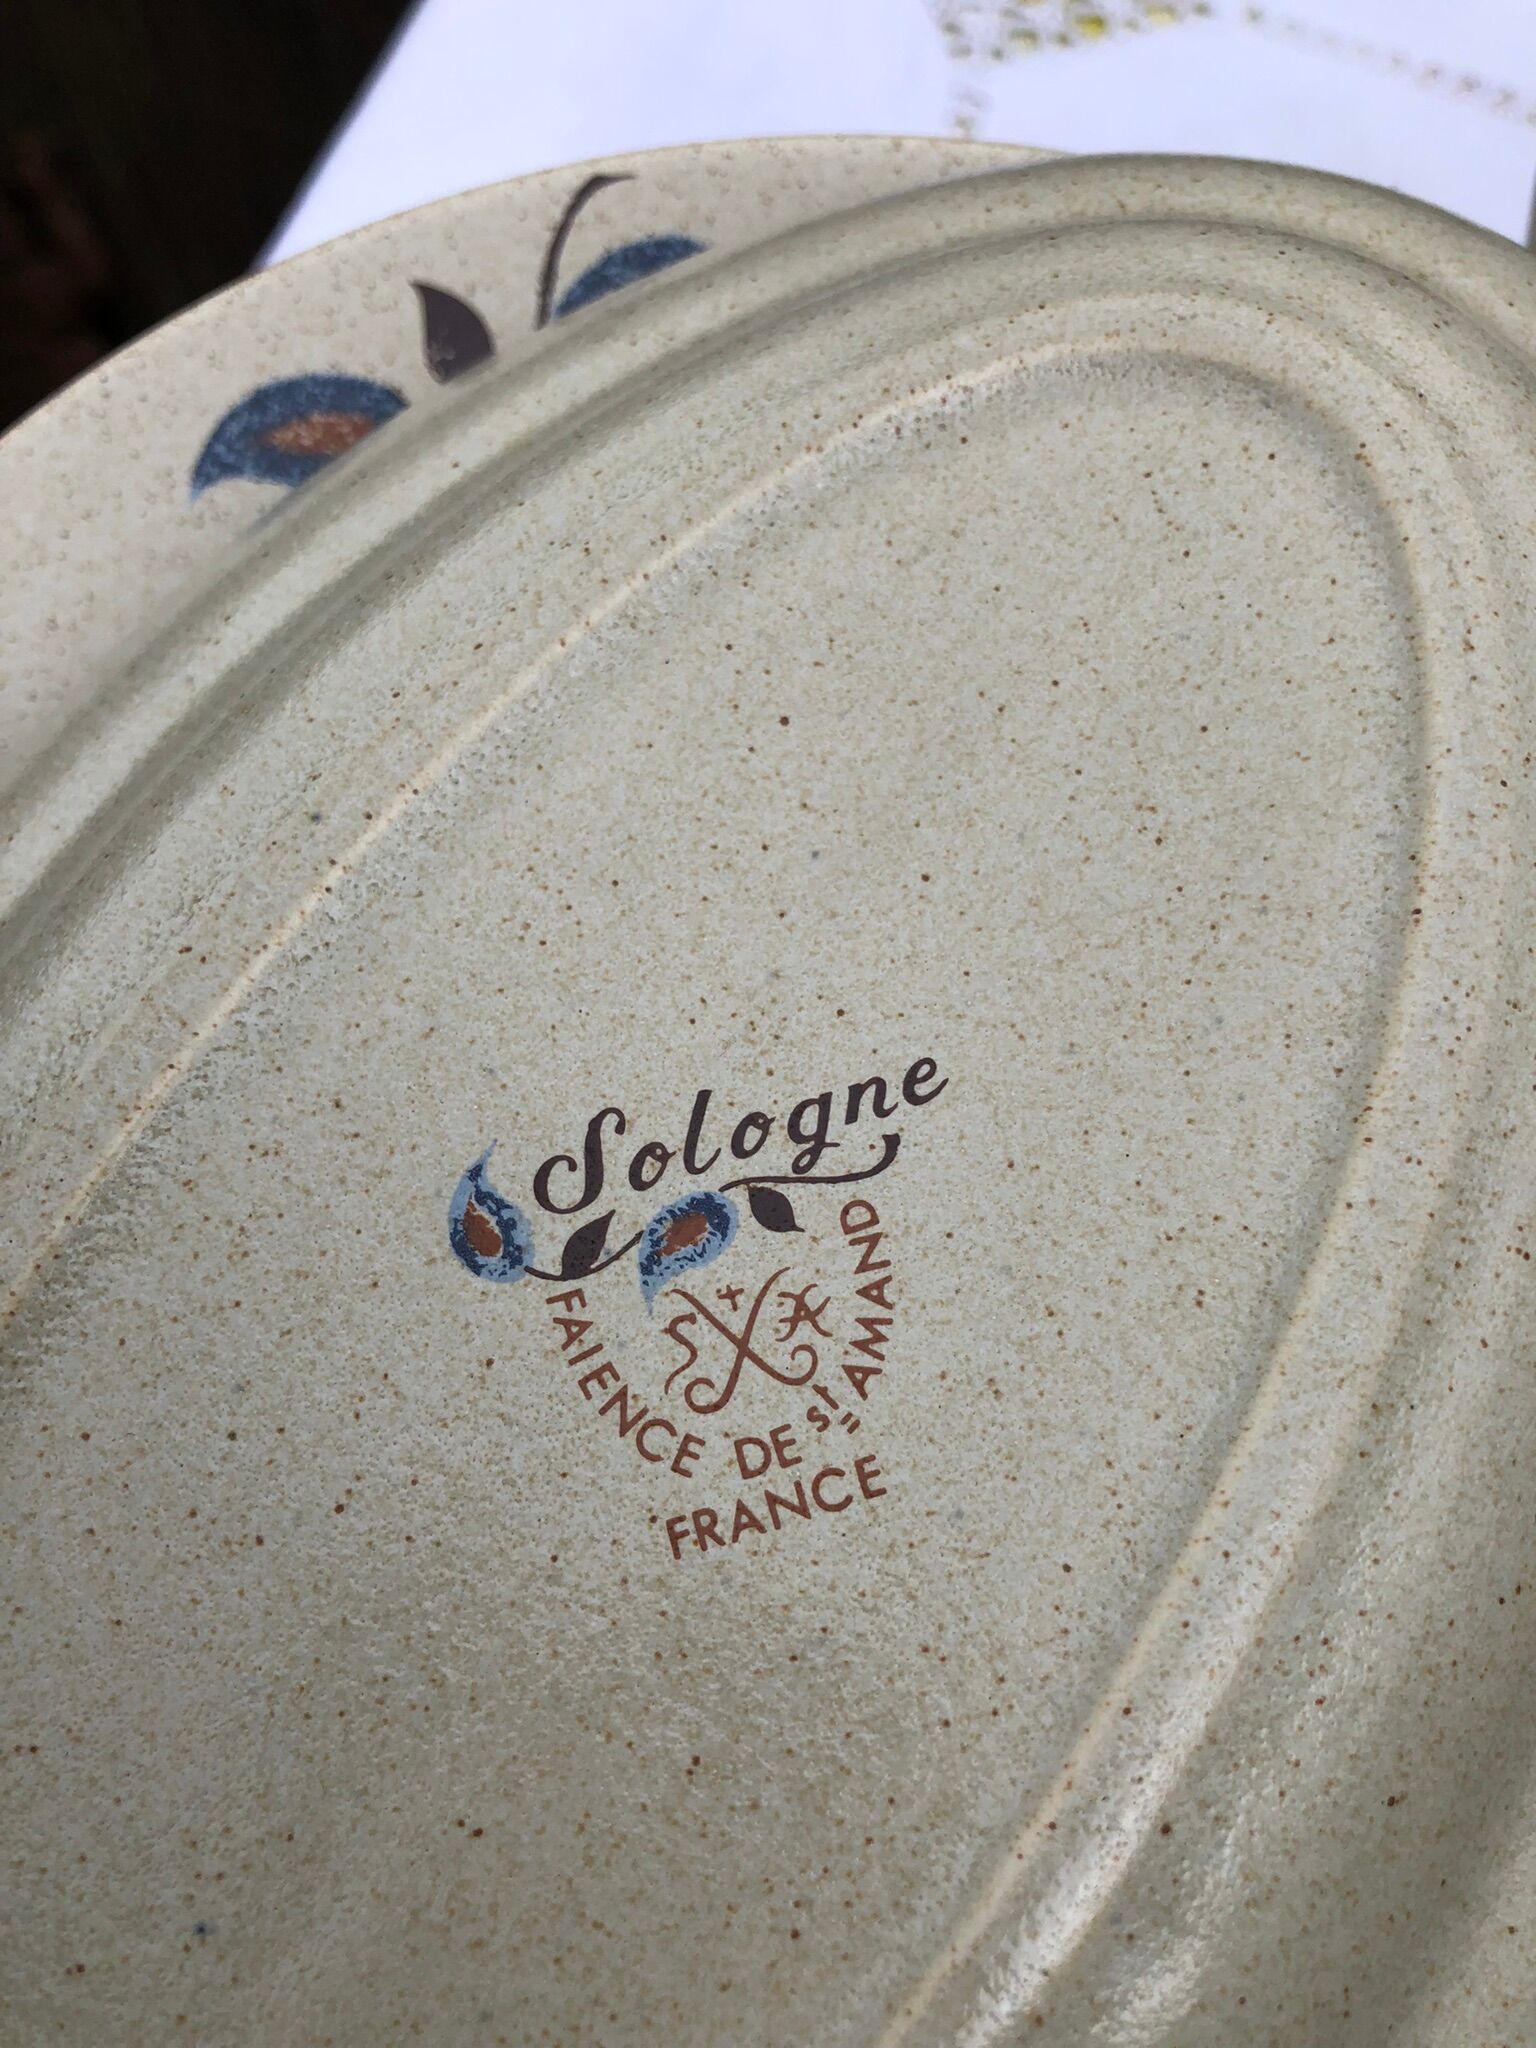 Sologne
FAIENCE DE St AMAND
FRANCE